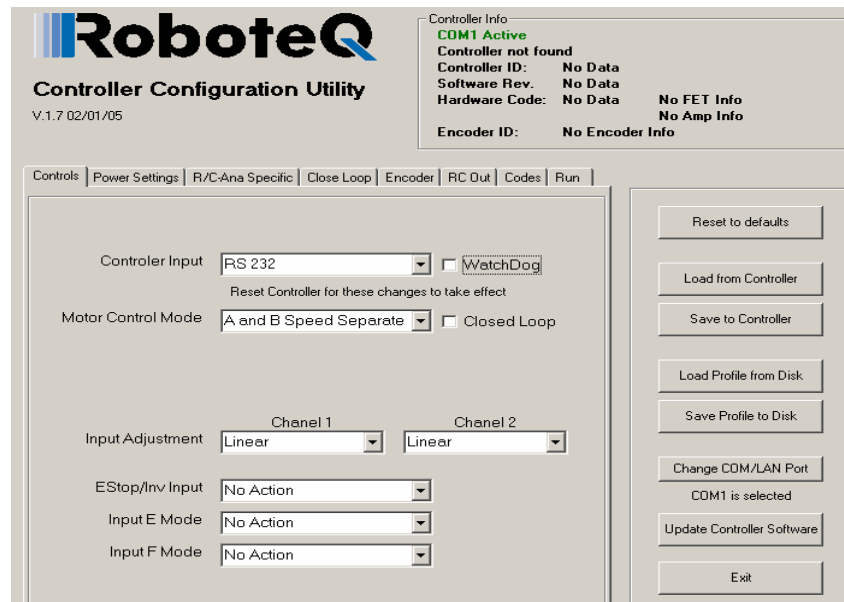 RoboteQ
Controller Configuration Utility
V.1.7 02/01/05
Controller Info
COM1 Active
Controller not found
Controller ID: No Data
Software Rev. No Data
Hardware Code: No Data No FET Info
No Amp Info
Encoder ID: No Encoder Info
Controls Power Settings R/C-Ana Specific Close Loop Encoder RC Out Codes Run
Controler Input RS 232 WatchDog
Reset Controller for these changes to take effect
Motor Control Mode A and B Speed Separate Closed Loop
Chanel 1 Chanel 2
Input Adjustment Linear Linear
EStop/Inv Input No Action
Input E Mode No Action
Input F Mode No Action
Reset to defaults
Load from Controller
Save to Controller
Load Profile from Disk
Save Profile to Disk
Change COM/LAN Port
COM1 is selected
Update Controller Software
Exit